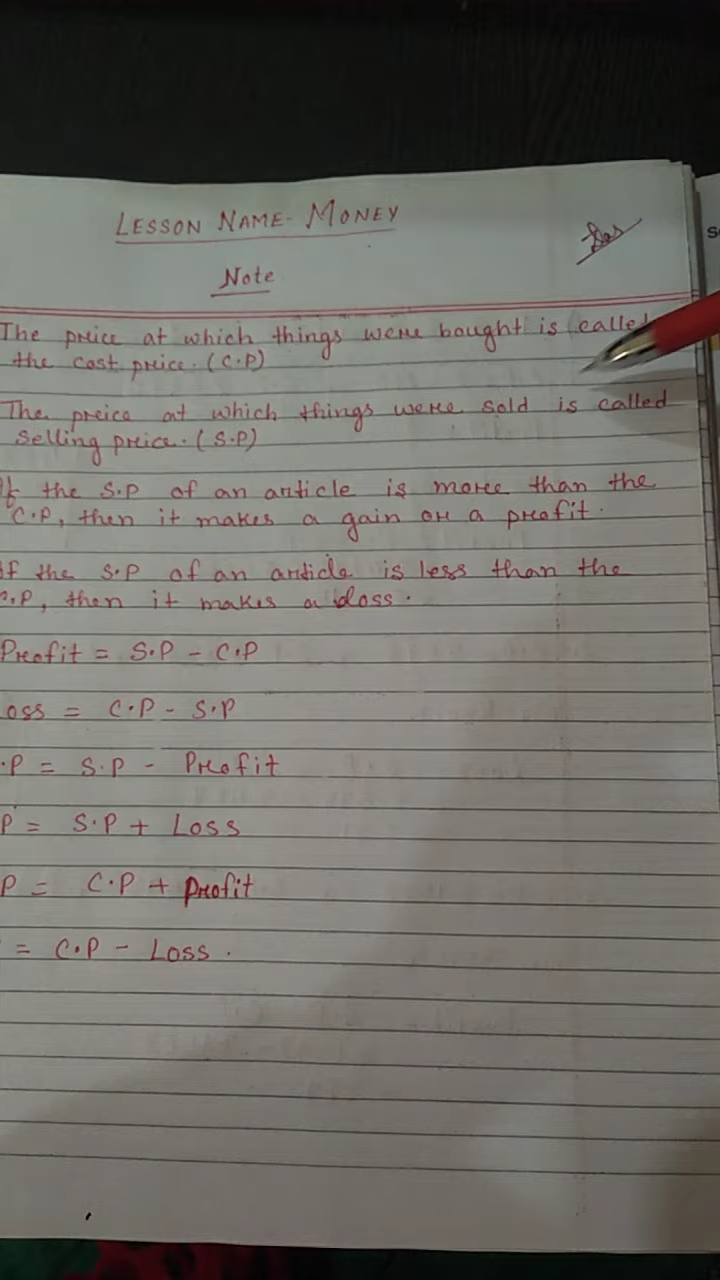 LESSON NAME- MONEY
Note
The price at which things were bought is called
the cost price. (C.P)
The price at which things were sold is called
Selling price. (S.P)
If the S.P of an article is more than the
C.P, then it makes a gain or a profit.
If the S.P of an article is less than the
C.P, then it makes a loss.
Profit = S.P - C.P
oss = C.P - S.P
.P = S.P - Profit
P = S.P + Loss
P = C.P + Profit
= C.P - Loss.